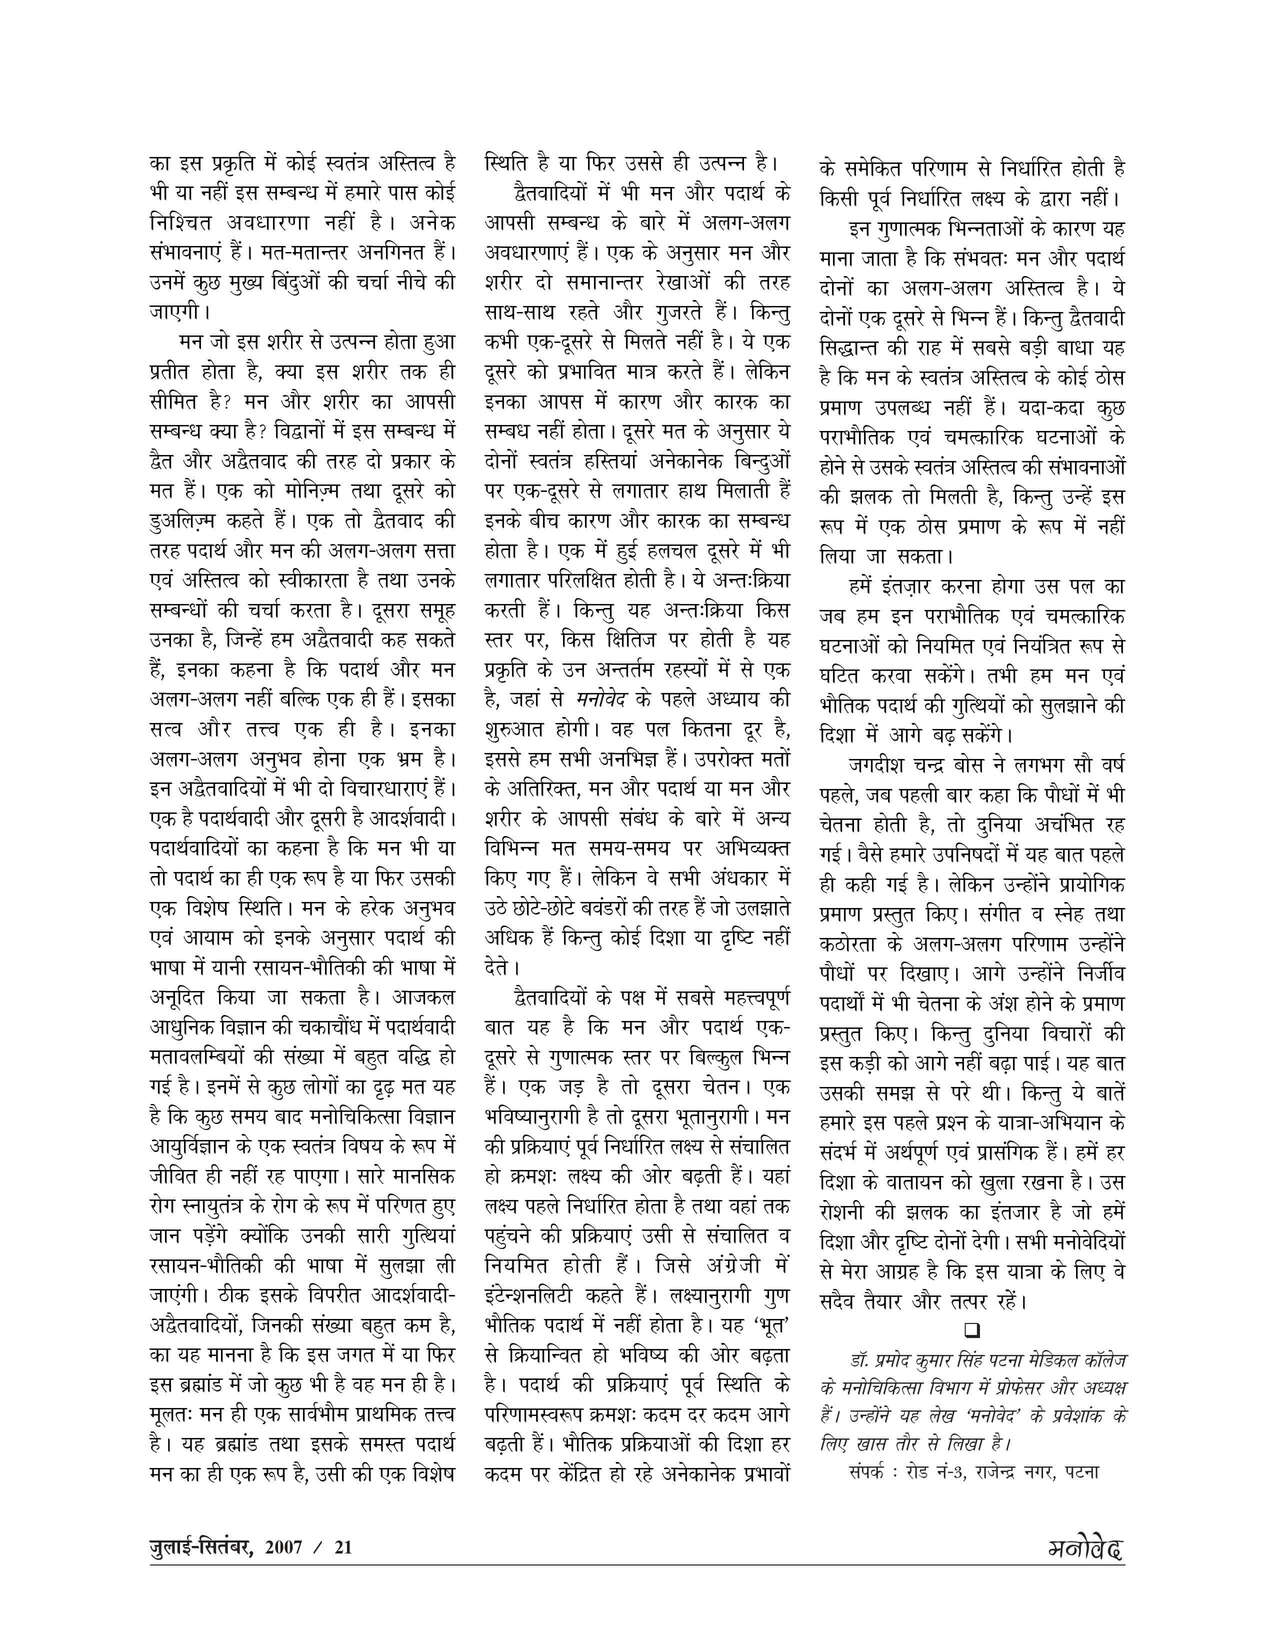 का इस प्रकृति में कोई स्वतंत्र अस्तित्व है
भी या नहीं इस सम्बन्ध में हमारे पास कोई
निश्चित अवधारणा नहीं है। अनेक
संभावनाएं हैं। मत-मतान्तर अनगिनत हैं।
उनमें कुछ मुख्य बिंदुओं की चर्चा नीचे की
जाएगी।
मन जो इस शरीर से उत्पन्न होता हुआ
प्रतीत होता है, क्या इस शरीर तक ही
सीमित है? मन और शरीर का आपसी
सम्बन्ध क्या है? विद्वानों में इस सम्बन्ध में
द्वैत और अद्वैतवाद की तरह दो प्रकार के
मत हैं। एक को मोनिज़्म तथा दूसरे को
डुअलिज़्म कहते हैं। एक तो द्वैतवाद की
तरह पदार्थ और मन की अलग-अलग सत्ता
एवं अस्तित्व को स्वीकारता है तथा उनके
सम्बन्धों की चर्चा करता है। दूसरा समूह
उनका है, जिन्हें हम अद्वैतवादी कह सकते
हैं, इनका कहना है कि पदार्थ और मन
अलग-अलग नहीं बल्कि एक ही हैं। इसका
सत्व और तत्त्व एक ही है। इनका
अलग-अलग अनुभव होना एक भ्रम है।
इन अद्वैतवादियों में भी दो विचारधाराएं हैं।
एक है पदार्थवादी और दूसरी है आदर्शवादी।
पदार्थवादियों का कहना है कि मन भी या
तो पदार्थ का ही एक रूप है या फिर उसकी
एक विशेष स्थिति। मन के हरेक अनुभव
एवं आयाम को इनके अनुसार पदार्थ की
भाषा में यानी रसायन-भौतिकी की भाषा में
अनूदित किया जा सकता है। आजकल
आधुनिक विज्ञान की चकाचौंध में पदार्थवादी
मतावलम्बियों की संख्या में बहुत वद्धि हो
गई है। इनमें से कुछ लोगों का दृढ़ मत यह
है कि कुछ समय बाद मनोचिकित्सा विज्ञान
आयुर्विज्ञान के एक स्वतंत्र विषय के रूप में
जीवित ही नहीं रह पाएगा। सारे मानसिक
रोग स्नायुतंत्र के रोग के रूप में परिणत हुए
जान पड़ेंगे क्योंकि उनकी सारी गुत्थियां
रसायन-भौतिकी की भाषा में सुलझा ली
जाएंगी। ठीक इसके विपरीत आदर्शवादी-
अद्वैतवादियों, जिनकी संख्या बहुत कम है,
का यह मानना है कि इस जगत में या फिर
इस ब्रह्मांड में जो कुछ भी है वह मन ही है।
मूलतः मन ही एक सार्वभौम प्राथमिक तत्त्व
है। यह ब्रह्मांड तथा इसके समस्त पदार्थ
मन का ही एक रूप है, उसी की एक विशेष
स्थिति है या फिर उससे ही उत्पन्न है।
द्वैतवादियों में भी मन और पदार्थ के
आपसी सम्बन्ध के बारे में अलग-अलग
अवधारणाएं हैं। एक के अनुसार मन और
शरीर दो समानान्तर रेखाओं की तरह
साथ-साथ रहते और गुजरते हैं। किन्तु
कभी एक-दूसरे से मिलते नहीं है। ये एक
दूसरे को प्रभावित मात्र करते हैं। लेकिन
इनका आपस में कारण और कारक का
सम्बध नहीं होता। दूसरे मत के अनुसार ये
दोनों स्वतंत्र हस्तियां अनेकानेक बिन्दुओं
पर एक-दूसरे से लगातार हाथ मिलाती हैं
इनके बीच कारण और कारक का सम्बन्ध
होता है। एक में हुई हलचल दूसरे में भी
लगातार परिलक्षित होती है। ये अन्तःक्रिया
करती हैं। किन्तु यह अन्तःक्रिया किस
स्तर पर, किस क्षितिज पर होती है यह
प्रकृति के उन अन्तर्तम रहस्यों में से एक
है, जहां से मनोवेद के पहले अध्याय की
शुरुआत होगी। वह पल कितना दूर है,
इससे हम सभी अनभिज्ञ हैं। उपरोक्त मतों
के अतिरिक्त, मन और पदार्थ या मन और
शरीर के आपसी संबंध के बारे में अन्य
विभिन्न मत समय-समय पर अभिव्यक्त
किए गए हैं। लेकिन वे सभी अंधकार में
उठे छोटे-छोटे बवंडरों की तरह हैं जो उलझाते
अधिक हैं किन्तु कोई दिशा या दृष्टि नहीं
देते।
द्वैतवादियों के पक्ष में सबसे महत्त्वपूर्ण
बात यह है कि मन और पदार्थ एक-
दूसरे से गुणात्मक स्तर पर बिल्कुल भिन्न
हैं। एक जड़ है तो दूसरा चेतन। एक
भविष्यानुरागी है तो दूसरा भूतानुरागी। मन
की प्रक्रियाएं पूर्व निर्धारित लक्ष्य से संचालित
हो क्रमशः लक्ष्य की ओर बढ़ती हैं। यहां
लक्ष्य पहले निर्धारित होता है तथा वहां तक
पहुंचने की प्रक्रियाएं उसी से संचालित व
नियमित होती हैं। जिसे अंग्रेजी में
इंटेन्शनलिटी कहते हैं। लक्ष्यानुरागी गुण
भौतिक पदार्थ में नहीं होता है। यह ‘भूत’
से क्रियान्वित हो भविष्य की ओर बढ़ता
है। पदार्थ की प्रक्रियाएं पूर्व स्थिति के
परिणामस्वरूप क्रमशः कदम दर कदम आगे
बढ़ती हैं। भौतिक प्रक्रियाओं की दिशा हर
कदम पर केंद्रित हो रहे अनेकानेक प्रभावों
के समेकित परिणाम से निर्धारित होती है
किसी पूर्व निर्धारित लक्ष्य के द्वारा नहीं।
इन गुणात्मक भिन्नताओं के कारण यह
माना जाता है कि संभवतः मन और पदार्थ
दोनों का अलग-अलग अस्तित्व है। ये
दोनों एक दूसरे से भिन्न हैं। किन्तु द्वैतवादी
सिद्धान्त की राह में सबसे बड़ी बाधा यह
है कि मन के स्वतंत्र अस्तित्व के कोई ठोस
प्रमाण उपलब्ध नहीं हैं। यदा-कदा कुछ
पराभौतिक एवं चमत्कारिक घटनाओं के
होने से उसके स्वतंत्र अस्तित्व की संभावनाओं
की झलक तो मिलती है, किन्तु उन्हें इस
रूप में एक ठोस प्रमाण के रूप में नहीं
लिया जा सकता।
हमें इंतज़ार करना होगा उस पल का
जब हम इन पराभौतिक एवं चमत्कारिक
घटनाओं को नियमित एवं नियंत्रित रूप से
घटित करवा सकेंगे। तभी हम मन एवं
भौतिक पदार्थ की गुत्थियों को सुलझाने की
दिशा में आगे बढ़ सकेंगे।
जगदीश चन्द्र बोस ने लगभग सौ वर्ष
पहले, जब पहली बार कहा कि पौधों में भी
चेतना होती है, तो दुनिया अचंभित रह
गई। वैसे हमारे उपनिषदों में यह बात पहले
ही कही गई है। लेकिन उन्होंने प्रायोगिक
प्रमाण प्रस्तुत किए। संगीत व स्नेह तथा
कठोरता के अलग-अलग परिणाम उन्होंने
पौधों पर दिखाए। आगे उन्होंने निर्जीव
पदार्थों में भी चेतना के अंश होने के प्रमाण
प्रस्तुत किए। किन्तु दुनिया विचारों की
इस कड़ी को आगे नहीं बढ़ा पाई। यह बात
उसकी समझ से परे थी। किन्तु ये बातें
हमारे इस पहले प्रश्न के यात्रा-अभियान के
संदर्भ में अर्थपूर्ण एवं प्रासंगिक हैं। हमें हर
दिशा के वातायन को खुला रखना है। उस
रोशनी की झलक का इंतजार है जो हमें
दिशा और दृष्टि दोनों देगी। सभी मनोवेदियों
से मेरा आग्रह है कि इस यात्रा के लिए वे
सदैव तैयार और तत्पर रहें।
❑
डॉ. प्रमोद कुमार सिंह पटना मेडिकल कॉलेज
के मनोचिकित्सा विभाग में प्रोफेसर और अध्यक्ष
हैं। उन्होंने यह लेख ‘मनोवेद’ के प्रवेशांक के
लिए खास तौर से लिखा है।
संपर्क : रोड नं-3, राजेन्द्र नगर, पटना
जुलाई-सितंबर, 2007 / 21
मनोवेद